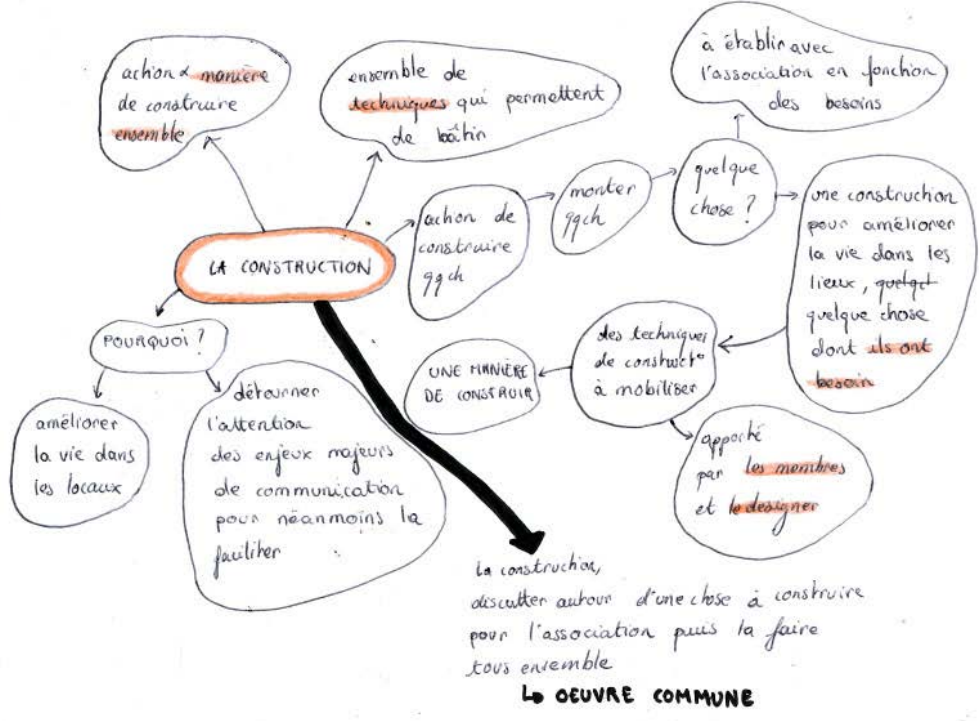 action & manière
de construire
ensemble
ensemble de
techniques qui permettent
de bâtir
à établir avec
l'association en fonction
des besoins
LA CONSTRUCTION
action de
construire
qqch
monter
qqch
quelque
chose ?
une construction
pour améliorer
la vie dans les
lieux, quelqct
quelque chose
dont ils ont
besoin
des techniques
de construct°
à mobiliser
UNE MANIÈRE
DE CONSTRUIR
apporté
par les membres
et le designer
POURQUOI ?
améliorer
la vie dans
les locaux
détourner
l'attention
des enjeux majeurs
de communication
pour néanmoins la
faciliter
La construction,
discutter autour d'une chose à construire
pour l'association puis la faire
tous ensemble
↳ OEUVRE COMMUNE